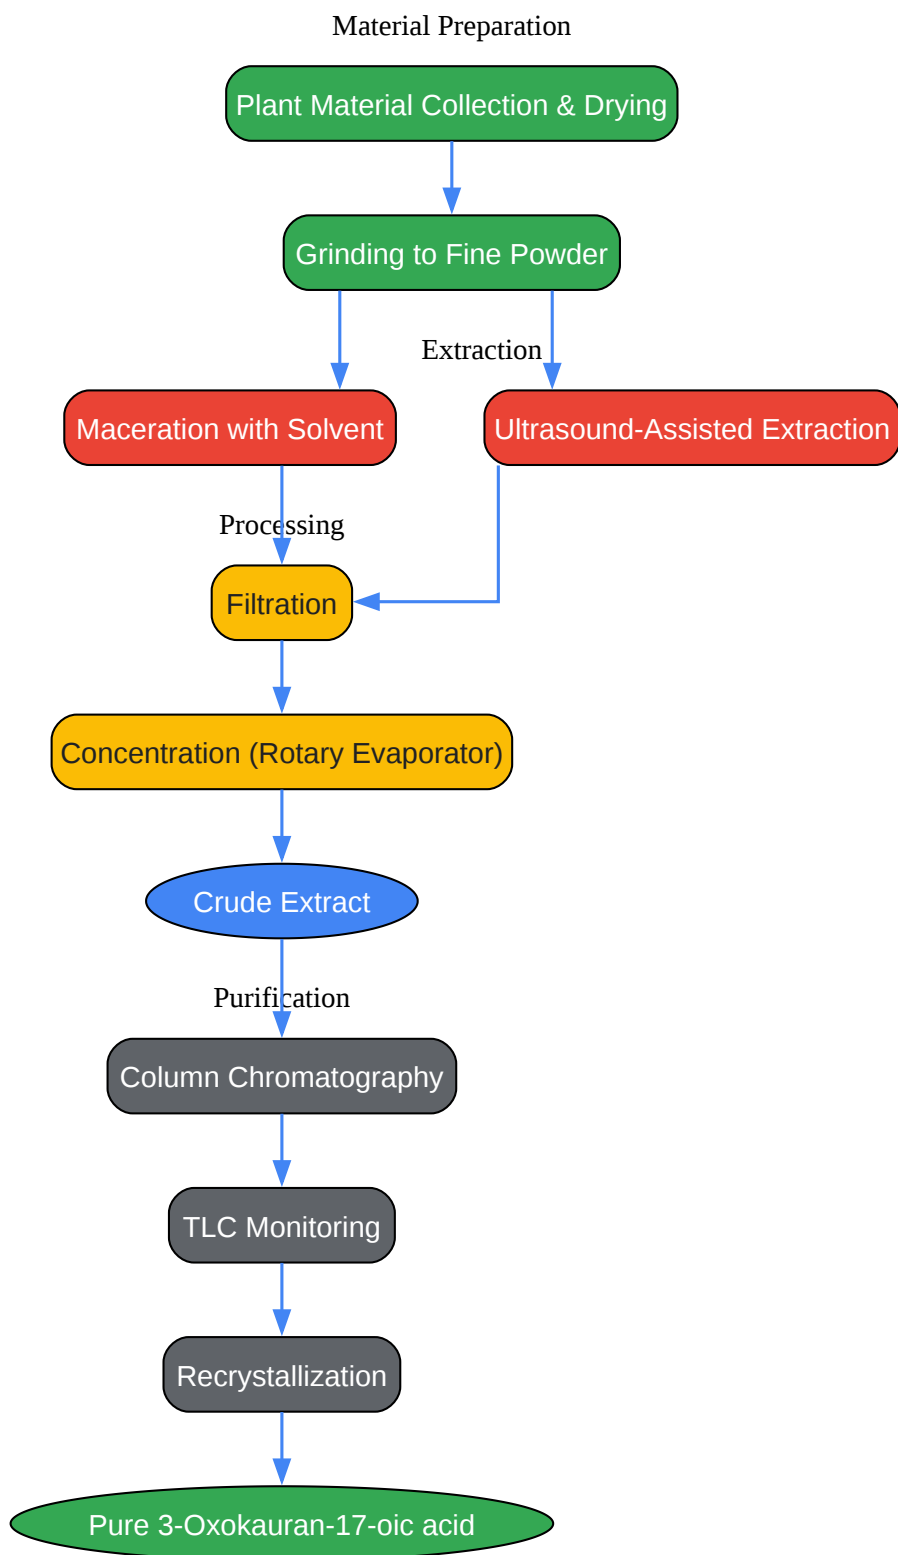 Material Preparation
Plant Material Collection & Drying
Grinding to Fine Powder
Extraction
Maceration with Solvent
Ultrasound-Assisted Extraction
Processing
Filtration
Concentration (Rotary Evaporator)
Crude Extract
Purification
Column Chromatography
TLC Monitoring
Recrystallization
Pure 3-Oxokauran-17-oic acid